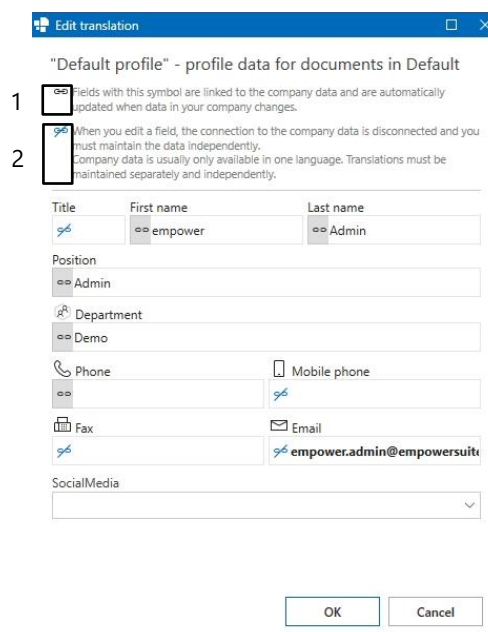 Edit translation
"Default profile" - profile data for documents in Default
1
Fields with this symbol are linked to the company data and are automatically
updated when data in your company changes.
2
When you edit a field, the connection to the company data is disconnected and you
must maintain the data independently.
Company data is usually only available in one language. Translations must be
maintained separately and independently.
Title First name Last name
empower Admin
Position
Admin
Department
Demo
Phone Mobile phone
Fax Email
empower.admin@empowersuite
SocialMedia
OK Cancel